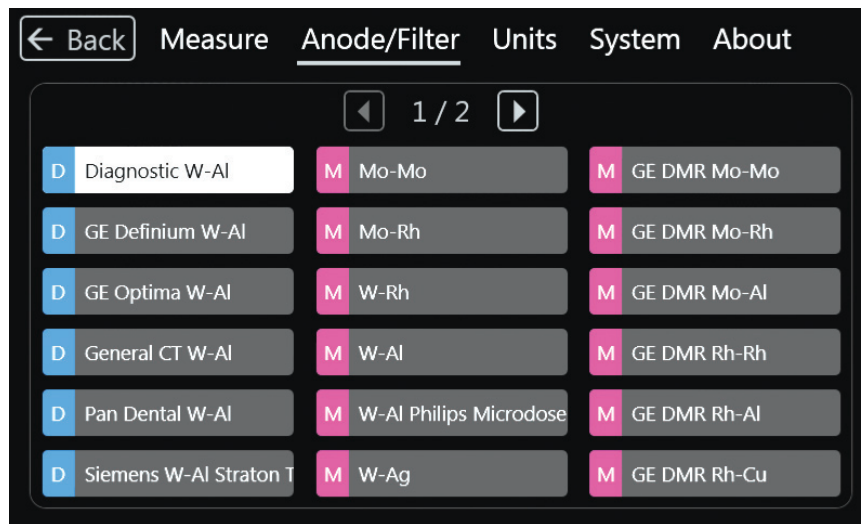 ← Back Measure Anode/Filter Units System About
1 / 2
D Diagnostic W-Al M Mo-Mo M GE DMR Mo-Mo
D GE Definium W-Al M Mo-Rh M GE DMR Mo-Rh
D GE Optima W-Al M W-Rh M GE DMR Mo-Al
D General CT W-Al M W-Al M GE DMR Rh-Rh
D Pan Dental W-Al M W-Al Philips Microdose M GE DMR Rh-Al
D Siemens W-Al Straton T M W-Ag M GE DMR Rh-Cu